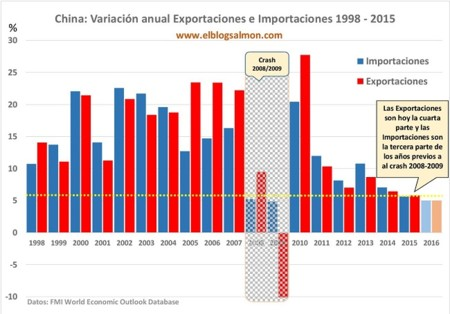 China: Variación anual Exportaciones e Importaciones 1998 - 2015
www.elblogsalmon.com
%
30
25
20
15
10
5
0
-5
-10
Crash
2008/2009
Importaciones
Exportaciones
Las Exportaciones
son hoy la cuarta
parte y las
Importaciones son
la tercera parte de
los años previos a
al crash 2008-2009
1998 1999 2000 2001 2002 2003 2004 2005 2006 2007 2008 2010 2011 2012 2013 2014 2015 2016
Datos: FMI World Economic Outlook Database